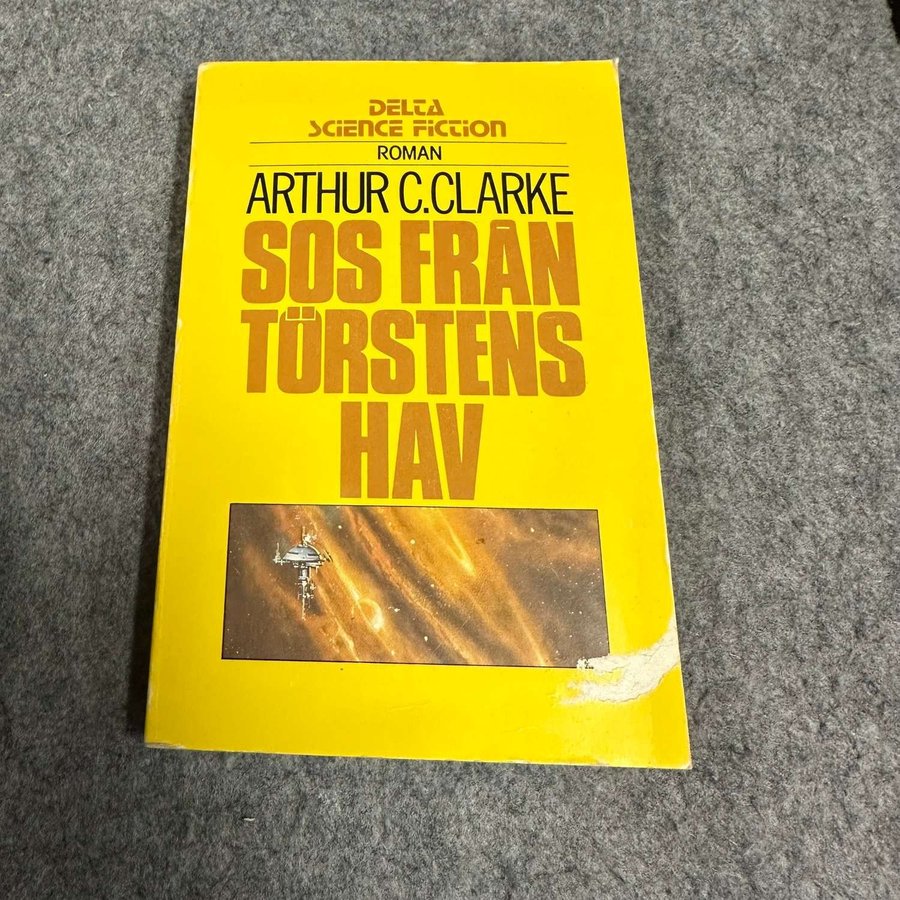 DELTA
SCIENCE FICTION
ROMAN
ARTHUR C.CLARKE
SOS FRÅN
TÖRSTENS
HAV